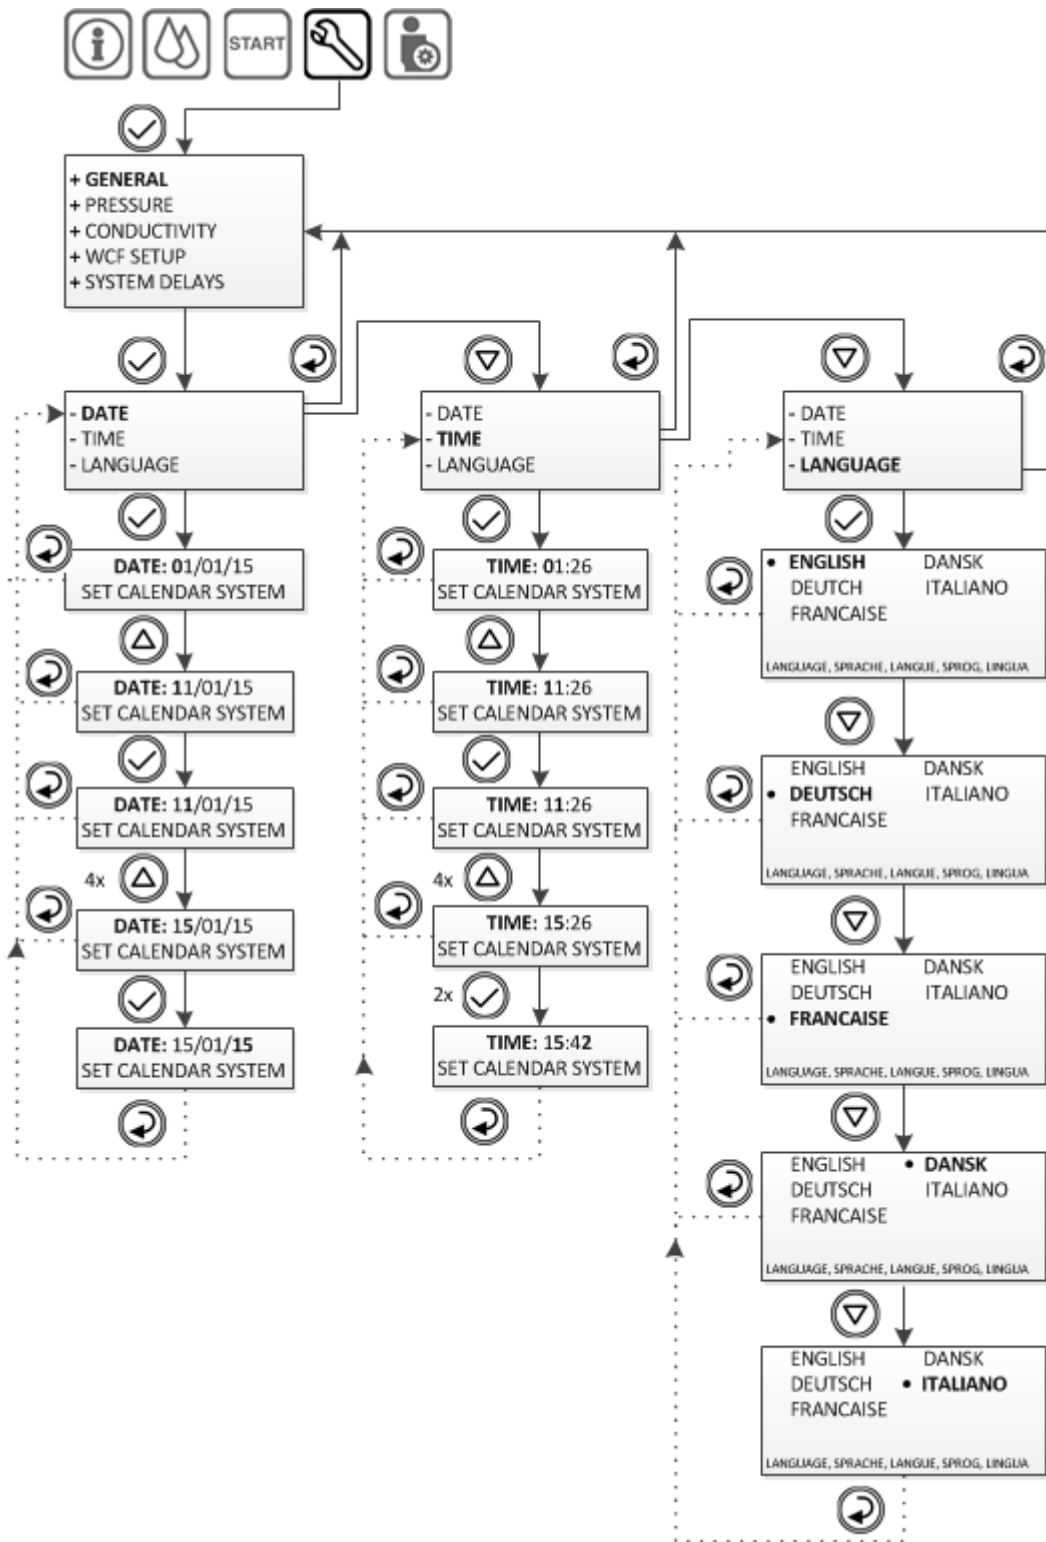 START
+ GENERAL
+ PRESSURE
+ CONDUCTIVITY
+ WCF SETUP
+ SYSTEM DELAYS
- DATE
- TIME
- LANGUAGE
DATE: 01/01/15
SET CALENDAR SYSTEM
DATE: 11/01/15
SET CALENDAR SYSTEM
DATE: 11/01/15
SET CALENDAR SYSTEM
4x
DATE: 15/01/15
SET CALENDAR SYSTEM
DATE: 15/01/15
SET CALENDAR SYSTEM
- DATE
- TIME
- LANGUAGE
TIME: 01:26
SET CALENDAR SYSTEM
TIME: 11:26
SET CALENDAR SYSTEM
TIME: 11:26
SET CALENDAR SYSTEM
4x
TIME: 15:26
SET CALENDAR SYSTEM
2x
TIME: 15:42
SET CALENDAR SYSTEM
- DATE
- TIME
- LANGUAGE
• ENGLISH DANSK
DEUTCH ITALIANO
FRANCAISE
LANGUAGE, SPRACHE, LANGUE, SPROG, LINGUA
ENGLISH DANSK
• DEUTSCH ITALIANO
FRANCAISE
LANGUAGE, SPRACHE, LANGUE, SPROG, LINGUA
ENGLISH DANSK
DEUTSCH ITALIANO
• FRANCAISE
LANGUAGE, SPRACHE, LANGUE, SPROG, LINGUA
ENGLISH • DANSK
DEUTSCH ITALIANO
FRANCAISE
LANGUAGE, SPRACHE, LANGUE, SPROG, LINGUA
ENGLISH DANSK
DEUTSCH • ITALIANO
FRANCAISE
LANGUAGE, SPRACHE, LANGUE, SPROG, LINGUA